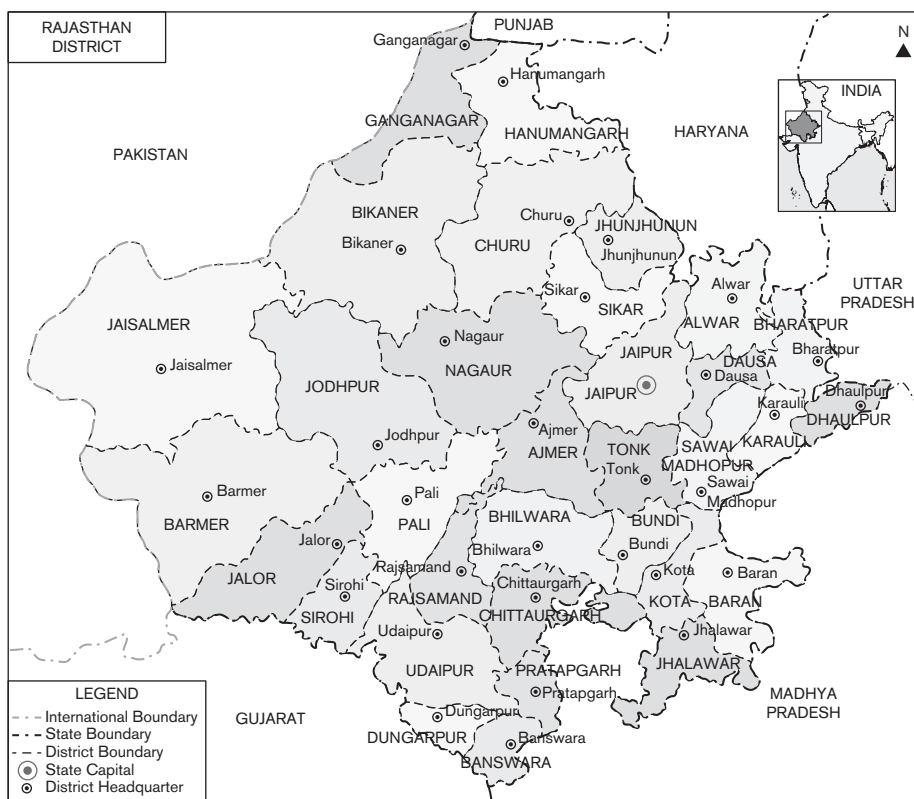 RAJASTHAN
DISTRICT
PUNJAB
N
Ganganagar
Hanumangarh
INDIA
GANGANAGAR
HANUMANGARH
HARYANA
PAKISTAN
BIKANER
Churu
JHUNJHUNUN
Bikaner
CHURU
Jhunjhunun
Sikar
Alwar
UTTAR
PRADESH
SIKAR
ALWAR
BHARATPUR
JAISALMER
Nagaur
JAIPUR
Bharatpur
Jaisalmer
NAGAUR
DAUSA
Dausa
JODHPUR
JAIPUR
Dhaulpur
Karauli
DHAULPUR
Ajmer
Jodhpur
AJMER
TONK
SAWAI
KARAULI
Tonk
MADHOPUR
Sawai
Madhopur
Barmer
Pali
BARMER
PALI
BHILWARA
BUNDI
Jalor
Bhilwara
Bundi
JALOR
Rajsamand
Kota
Baran
Sirohi
RAJSAMAND
Chittaurgarh
KOTA
BARAN
SIROHI
CHITTAURGARH
Udaipur
Jhalawar
UDAIPUR
PRATAPGARH
JHALAWAR
Pratapgarh
MADHYA
PRADESH
GUJARAT
Dungarpur
DUNGARPUR
Banswara
BANSWARA
LEGEND
International Boundary
State Boundary
District Boundary
State Capital
District Headquarter